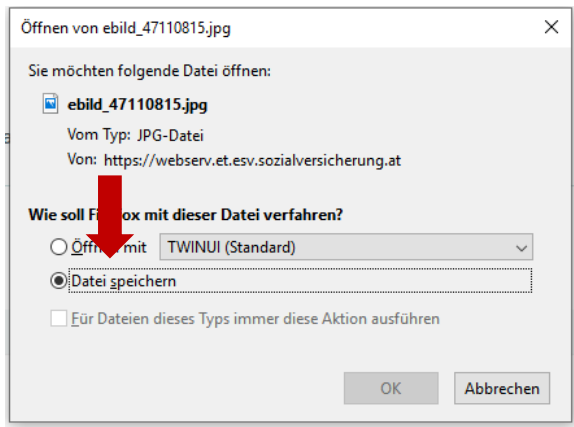 Öffnen von ebild_47110815.jpg
Sie möchten folgende Datei öffnen:
ebild_47110815.jpg
Vom Typ: JPG-Datei
Von: https://webserv.et.esv.sozialversicherung.at
Wie soll Firefox mit dieser Datei verfahren?
Öffnen mit TWINUI (Standard)
Datei speichern
Für Dateien dieses Typs immer diese Aktion ausführen
OK Abbrechen